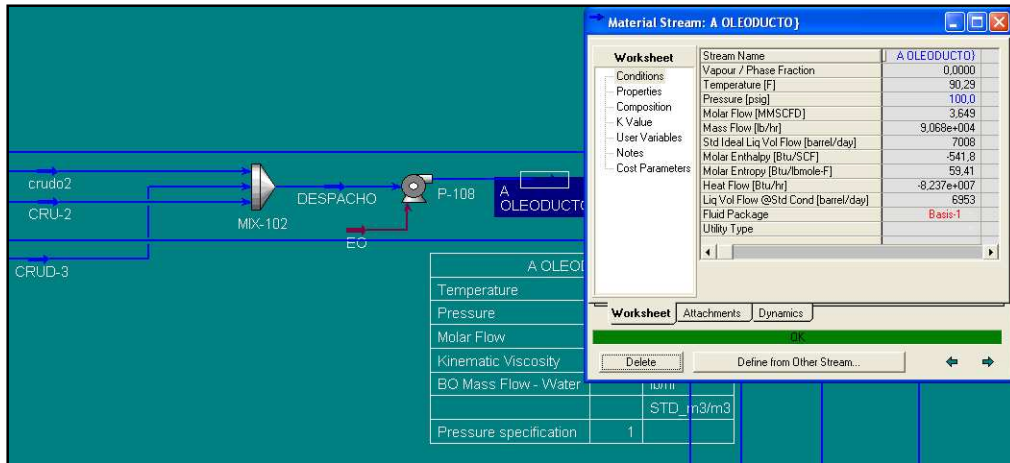 crudo2
CRU-2
CRUD-3
MIX-102
DESPACHO
EO
P-108
A
OLEODUCTO
A OLEOD
Temperature
Pressure
Molar Flow
Kinematic Viscosity
BO Mass Flow - Water lb/hr
STD_m3/m3
Pressure specification 1
Material Stream: A OLEODUCTO}
Worksheet
Conditions
Properties
Composition
K Value
User Variables
Notes
Cost Parameters
Stream Name A OLEODUCTO}
Vapour / Phase Fraction 0,0000
Temperature [F] 90,29
Pressure [psig] 100,0
Molar Flow [MMSCFD] 3,649
Mass Flow [lb/hr] 9,068e+004
Std Ideal Liq Vol Flow [barrel/day] 7008
Molar Enthalpy [Btu/SCF] -541,8
Molar Entropy [Btu/lbmole-F] 59,41
Heat Flow [Btu/hr] -8,237e+007
Liq Vol Flow @Std Cond [barrel/day] 6953
Fluid Package Basis-1
Utility Type
Worksheet Attachments Dynamics
OK
Delete Define from Other Stream...